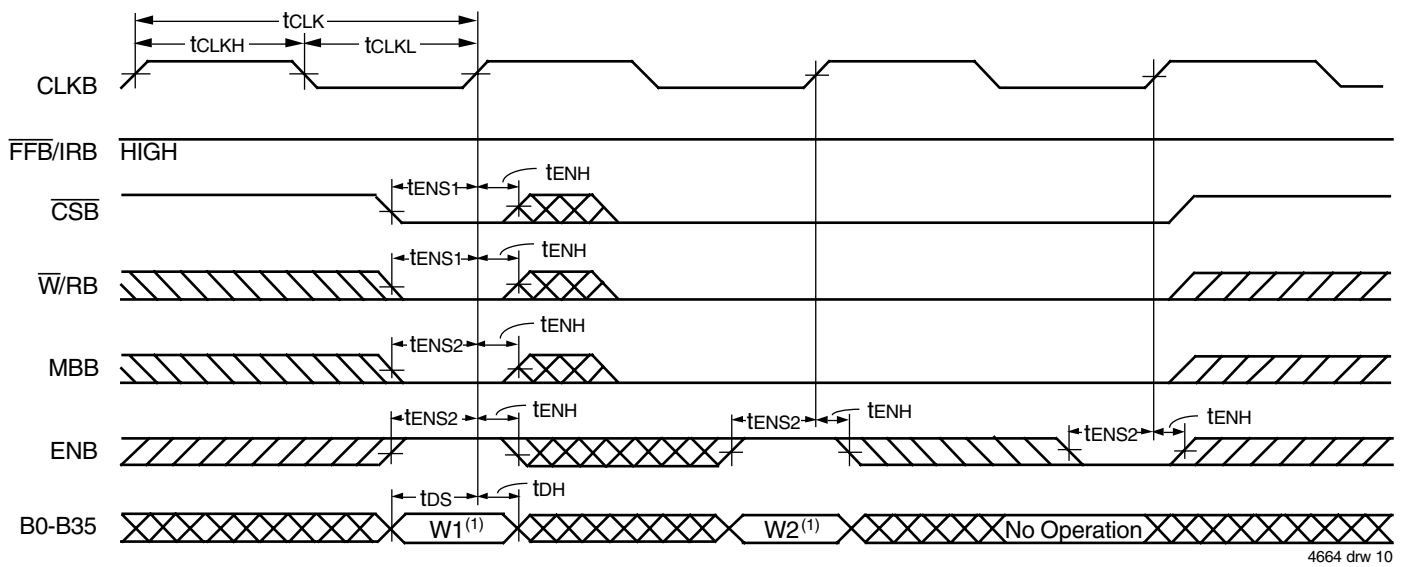 tCLK
tCLKH tCLKL
CLKB
FFB/IRB HIGH
tENS1 tENH
CSB
tENS1 tENH
W/RB
tENS2 tENH
MBB
tENS2 tENH tENS2 tENH tENS2 tENH
ENB
tDS tDH
B0-B35 W1(1) W2(1) No Operation
4664 drw 10